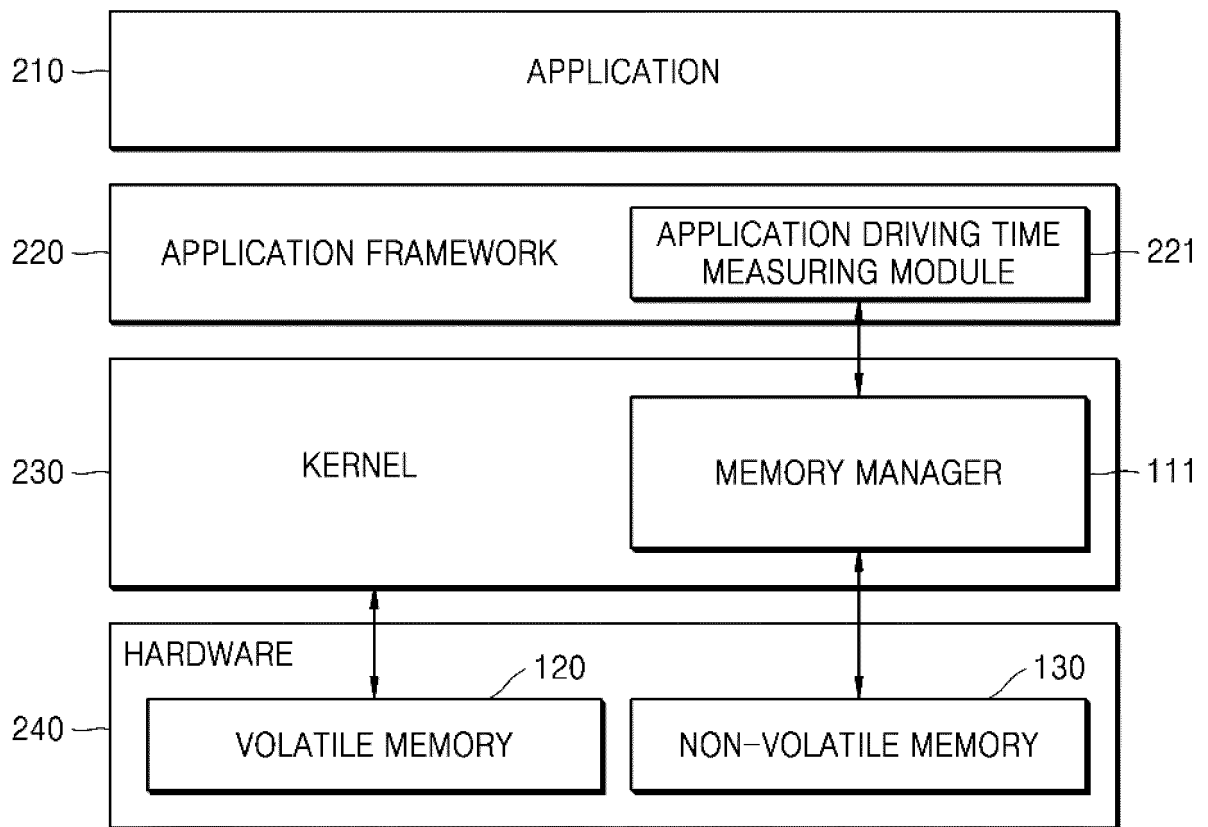 210
APPLICATION
220
APPLICATION FRAMEWORK
APPLICATION DRIVING TIME
MEASURING MODULE
221
230
KERNEL
MEMORY MANAGER
111
HARDWARE
120
130
240
VOLATILE MEMORY
NON-VOLATILE MEMORY